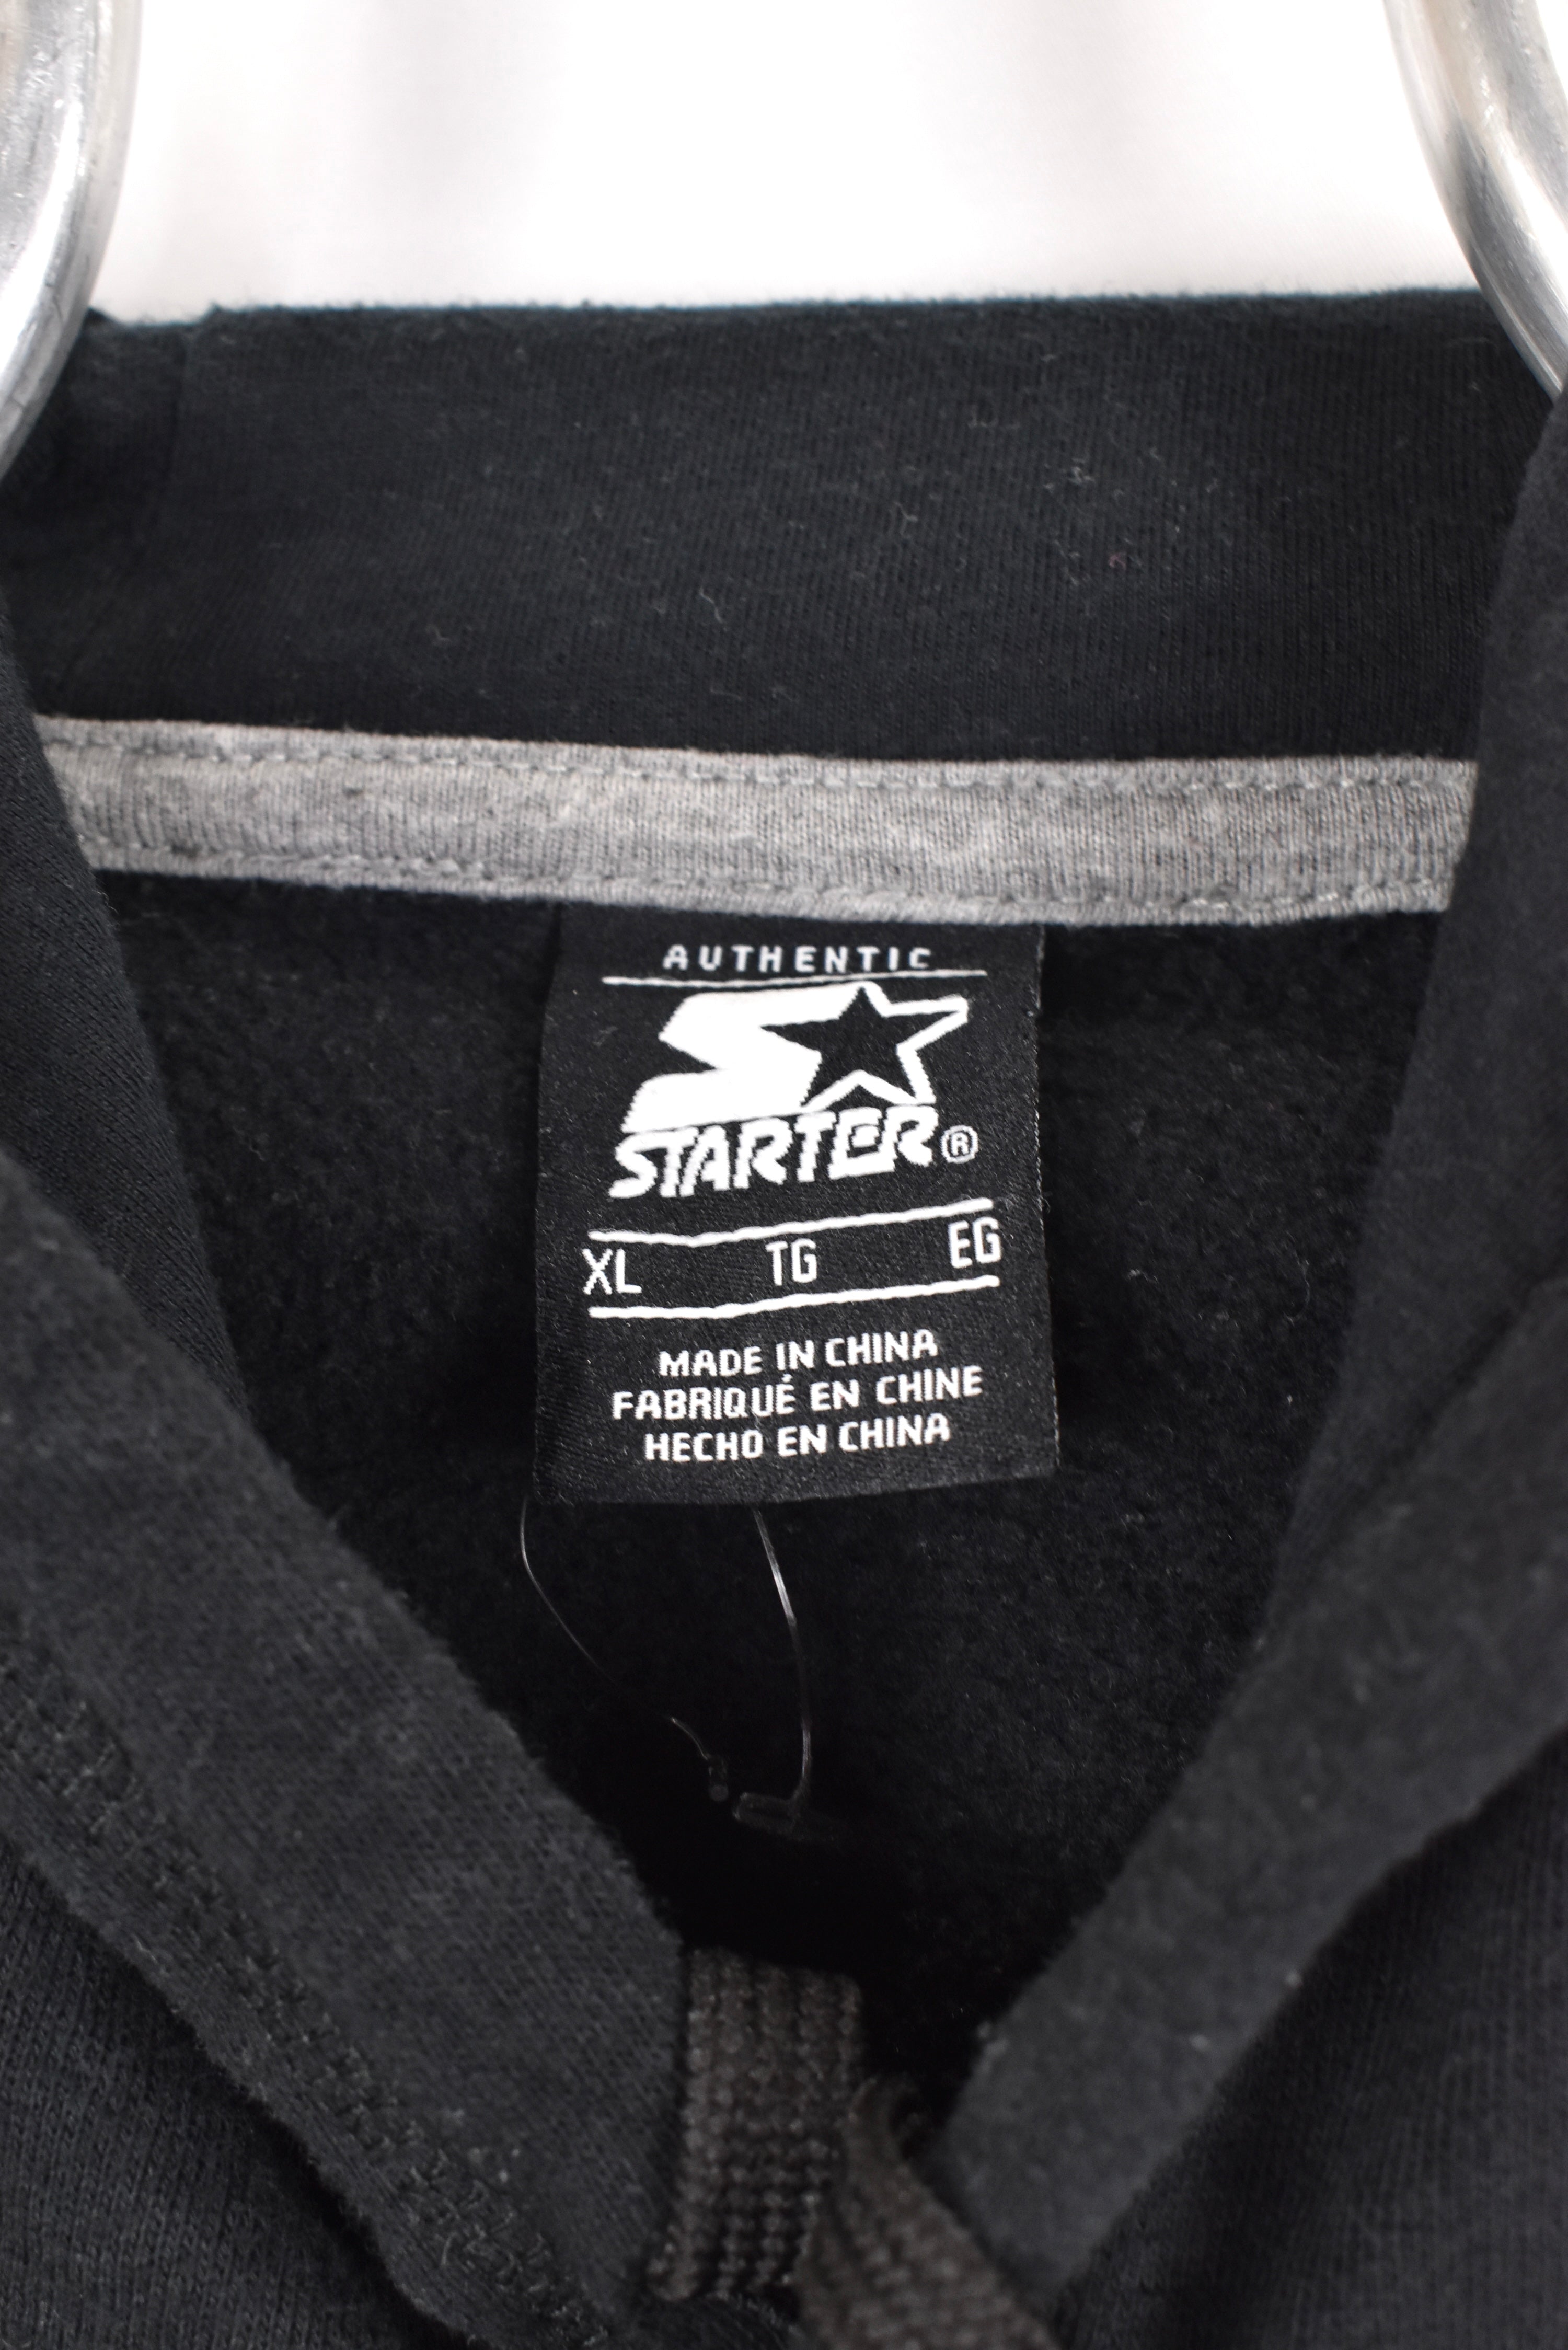 AUTHENTIC
STARTER®
XL TG EG
MADE IN CHINA
FABRIQUÉ EN CHINE
HECHO EN CHINA